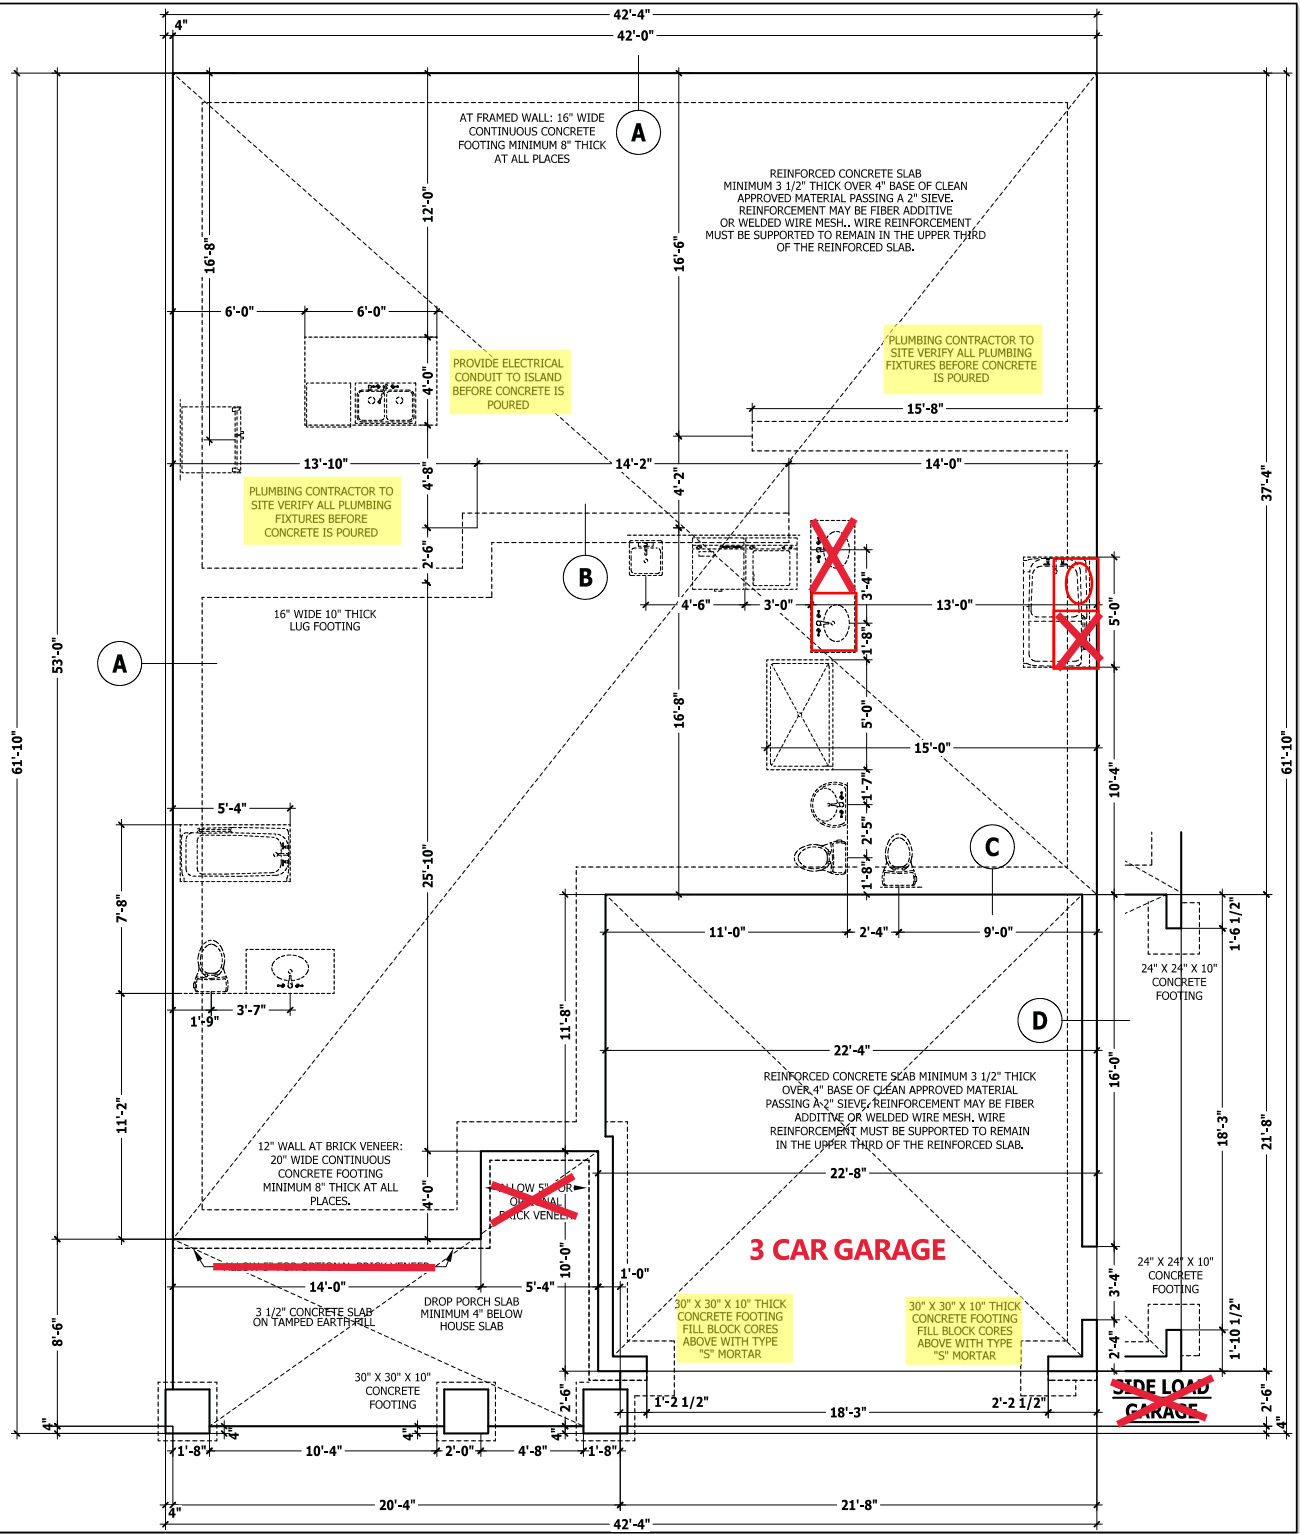 42'-4"
4"
42'-0"
AT FRAMED WALL: 16" WIDE
CONTINUOUS CONCRETE
FOOTING MINIMUM 8" THICK
AT ALL PLACES
A
REINFORCED CONCRETE SLAB
MINIMUM 3 1/2" THICK OVER 4" BASE OF CLEAN
APPROVED MATERIAL PASSING A 2" SIEVE.
REINFORCEMENT MAY BE FIBER ADDITIVE
OR WELDED WIRE MESH.. WIRE REINFORCEMENT
MUST BE SUPPORTED TO REMAIN IN THE UPPER THIRD
OF THE REINFORCED SLAB.
12'-0"
16'-8"
16'-6"
6'-0"
6'-0"
PROVIDE ELECTRICAL
CONDUIT TO ISLAND
BEFORE CONCRETE IS
POURED
PLUMBING CONTRACTOR TO
SITE VERIFY ALL PLUMBING
FIXTURES BEFORE CONCRETE
IS POURED
4'-0"
15'-8"
13'-10"
14'-2"
14'-0"
4'-8"
4'-2"
37'-4"
PLUMBING CONTRACTOR TO
SITE VERIFY ALL PLUMBING
FIXTURES BEFORE
CONCRETE IS POURED
2'-6"
B
3'-4"
4'-6"
3'-0"
13'-0"
5'-0"
16" WIDE 10" THICK
LUG FOOTING
1'-8"
A
53'-0"
16'-8"
5'-0"
15'-0"
61'-10"
61'-10"
10'-4"
1'-7"
5'-4"
2'-5"
C
25'-10"
1'-8"
7'-8"
11'-0"
2'-4"
9'-0"
1'-6 1/2"
24" X 24" X 10"
CONCRETE
FOOTING
1'-9"
3'-7"
11'-8"
D
22'-4"
16'-0"
REINFORCED CONCRETE SLAB MINIMUM 3 1/2" THICK
OVER 4" BASE OF CLEAN APPROVED MATERIAL
PASSING A 2" SIEVE. REINFORCEMENT MAY BE FIBER
ADDITIVE OR WELDED WIRE MESH. WIRE
REINFORCEMENT MUST BE SUPPORTED TO REMAIN
IN THE UPPER THIRD OF THE REINFORCED SLAB.
11'-2"
18'-3"
21'-8"
12" WALL AT BRICK VENEER:
20" WIDE CONTINUOUS
CONCRETE FOOTING
MINIMUM 8" THICK AT ALL
PLACES.
22'-8"
4'-0"
3 CAR GARAGE
10'-0"
1'-0"
14'-0"
5'-4"
3'-4"
24" X 24" X 10"
CONCRETE
FOOTING
3 1/2" CONCRETE SLAB
ON TAMPED EARTH FILL
DROP PORCH SLAB
MINIMUM 4" BELOW
HOUSE SLAB
30" X 30" X 10" THICK
CONCRETE FOOTING
FILL BLOCK CORES
ABOVE WITH TYPE
"S" MORTAR
30" X 30" X 10" THICK
CONCRETE FOOTING
FILL BLOCK CORES
ABOVE WITH TYPE
"S" MORTAR
8'-6"
2'-4"
1'-10 1/2"
30" X 30" X 10"
CONCRETE
FOOTING
SIDE LOAD
GARAGE
2'-6"
1'-2 1/2"
18'-3"
2'-2 1/2"
2'-6"
4"
4"
4"
4"
4"
1'-8"
10'-4"
2'-0"
4'-8"
1'-8"
4"
20'-4"
21'-8"
42'-4"